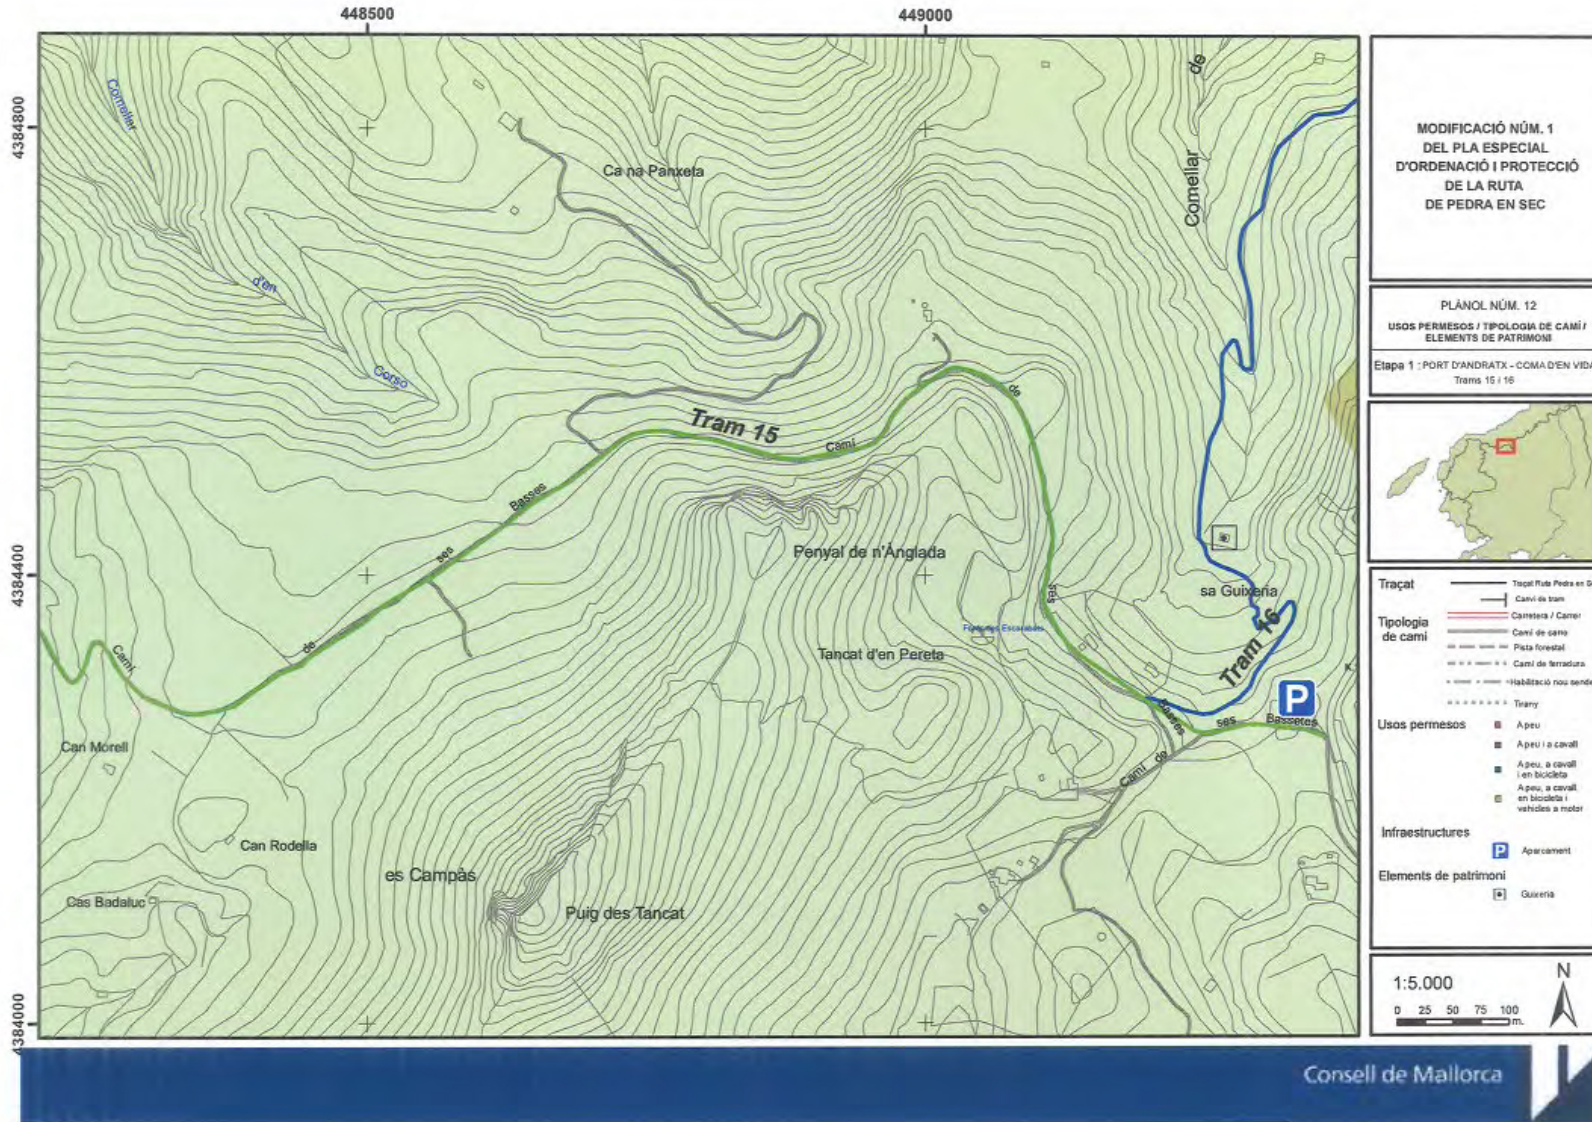 448500
449000
4384800
4384400
4384000
Comellar
d'en
Corso
Ca na Panxeta
Comellar
de
Tram 15
Camí
de
Basses
ses
de
Camí
ses
Penyal de n'Anglada
sa Guixeria
Tram 16
Tancat d'en Pereta
Basses
ses
Bassetes
Camí de
Can Morell
Can Rodella
es Campàs
Cas Badaluc
Puig des Tancat
MODIFICACIÓ NÚM. 1
DEL PLA ESPECIAL
D'ORDENACIÓ I PROTECCIÓ
DE LA RUTA
DE PEDRA EN SEC
PLÀNOL NÚM. 12
USOS PERMESOS / TIPOLOGIA DE CAMÍ /
ELEMENTS DE PATRIMONI
Etapa 1 : PORT D'ANDRATX - COMA D'EN VIDA
Trams 15 i 16
Traçat
Traçat Ruta Pedra en S
Canvi de tram
Tipologia
de camí
Carretera / Carrer
Camí de carro
Pista forestal
Camí de ferradura
Habilitació nou sende
Tirany
Usos permesos
A peu
A peu i a cavall
A peu, a cavall
i en bicicleta
A peu, a cavall,
en bicicleta i
vehicles a motor
Infraestructures
P
Aparcament
Elements de patrimoni
Guixeria
P
1:5.000
0 25 50 75 100
m.
N
Consell de Mallorca